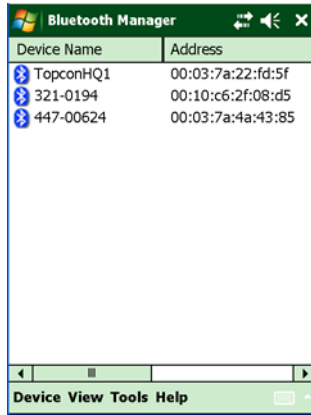 Bluetooth Manager
Device Name Address
TopconHQ1 00:03:7a:22:fd:5f
321-0194 00:10:c6:2f:08:d5
447-00624 00:03:7a:4a:43:85
Device View Tools Help